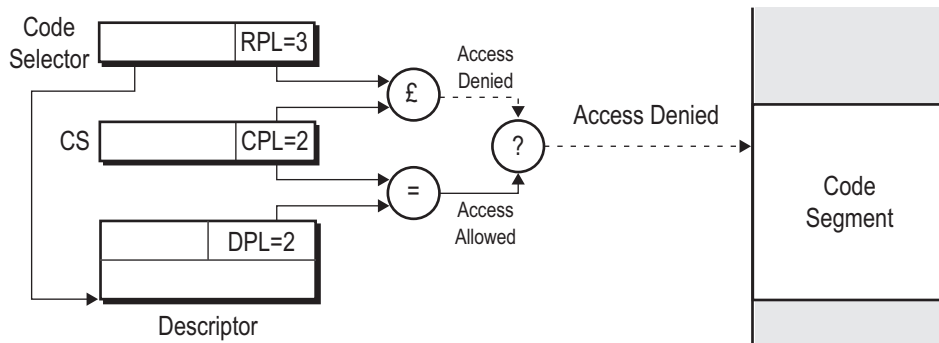 Code
Selector
RPL=3
Access
Denied
£
CS
CPL=2
?
Access Denied
=
Access
Allowed
Code
Segment
DPL=2
Descriptor